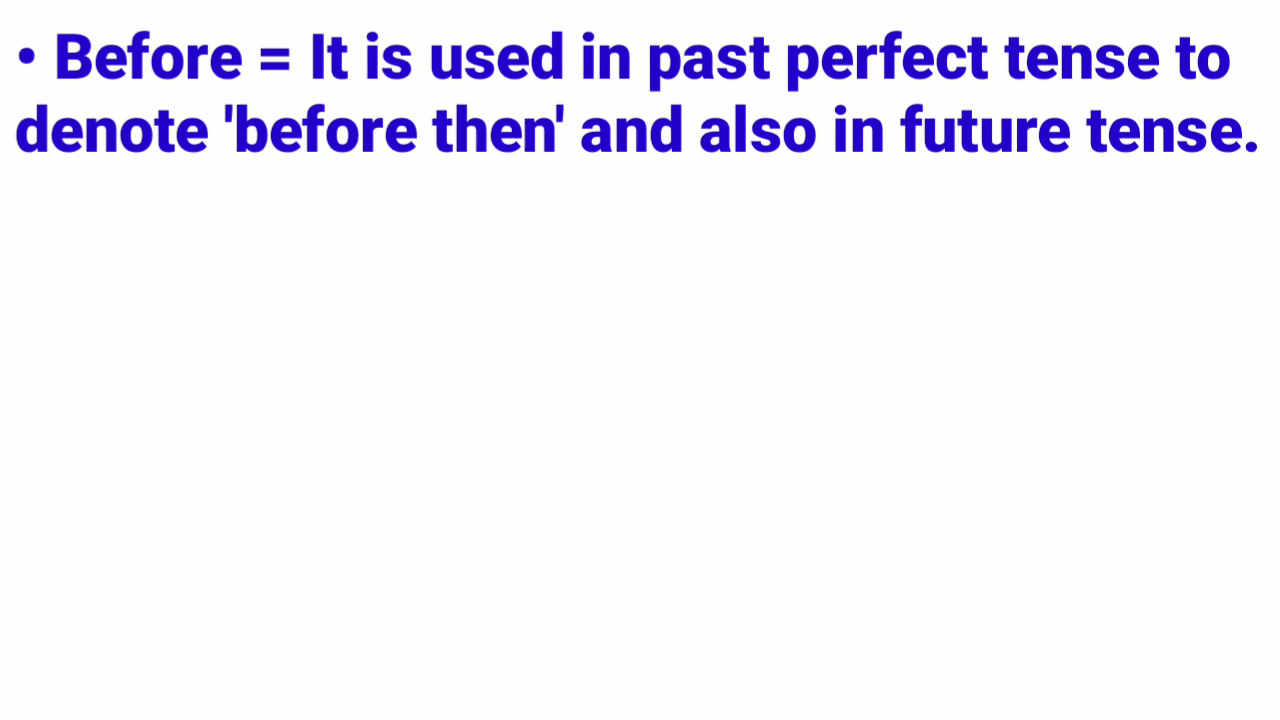 • Before = It is used in past perfect tense to
denote 'before then' and also in future tense.